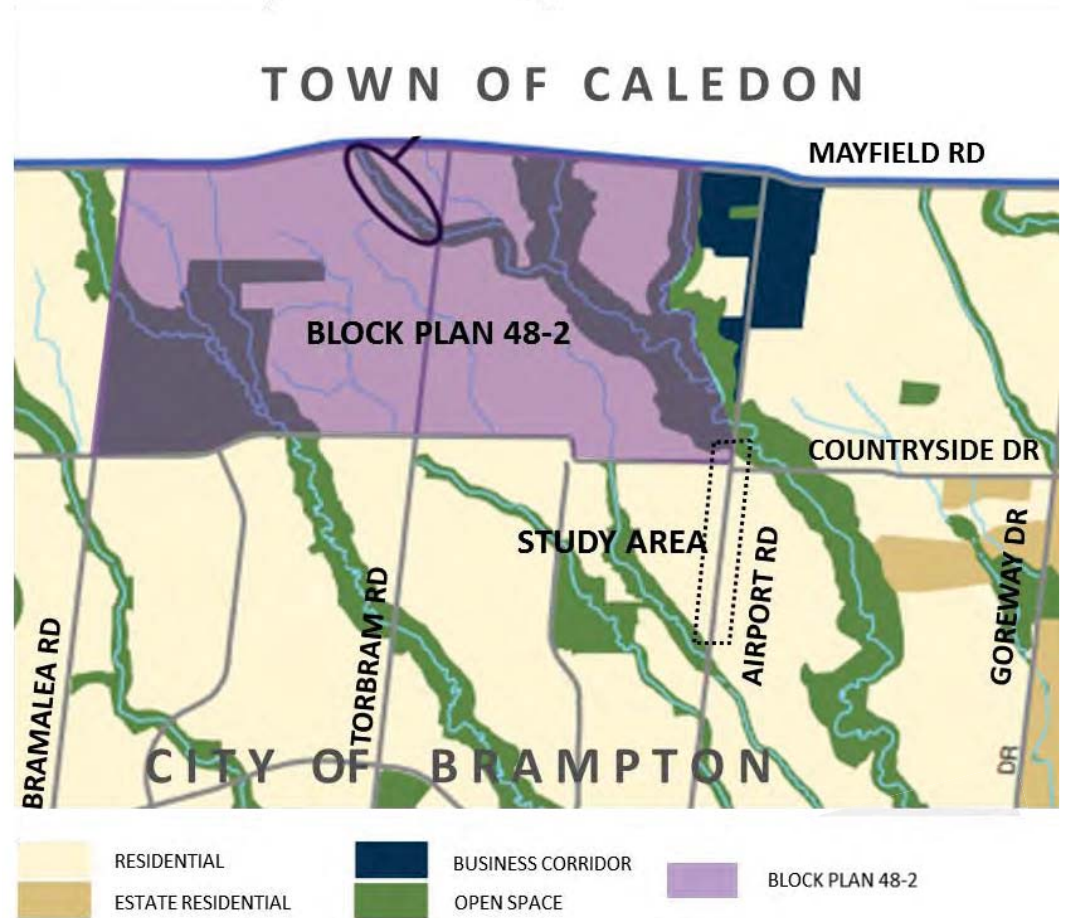 TOWN OF CALEDON
MAYFIELD RD
BLOCK PLAN 48-2
COUNTRYSIDE DR
STUDY AREA
BRAMALEA RD
TORBRAM RD
AIRPORT RD
GOREWAY DR
DR
CITY OF BRAMPTON
RESIDENTIAL
BUSINESS CORRIDOR
BLOCK PLAN 48-2
ESTATE RESIDENTIAL
OPEN SPACE